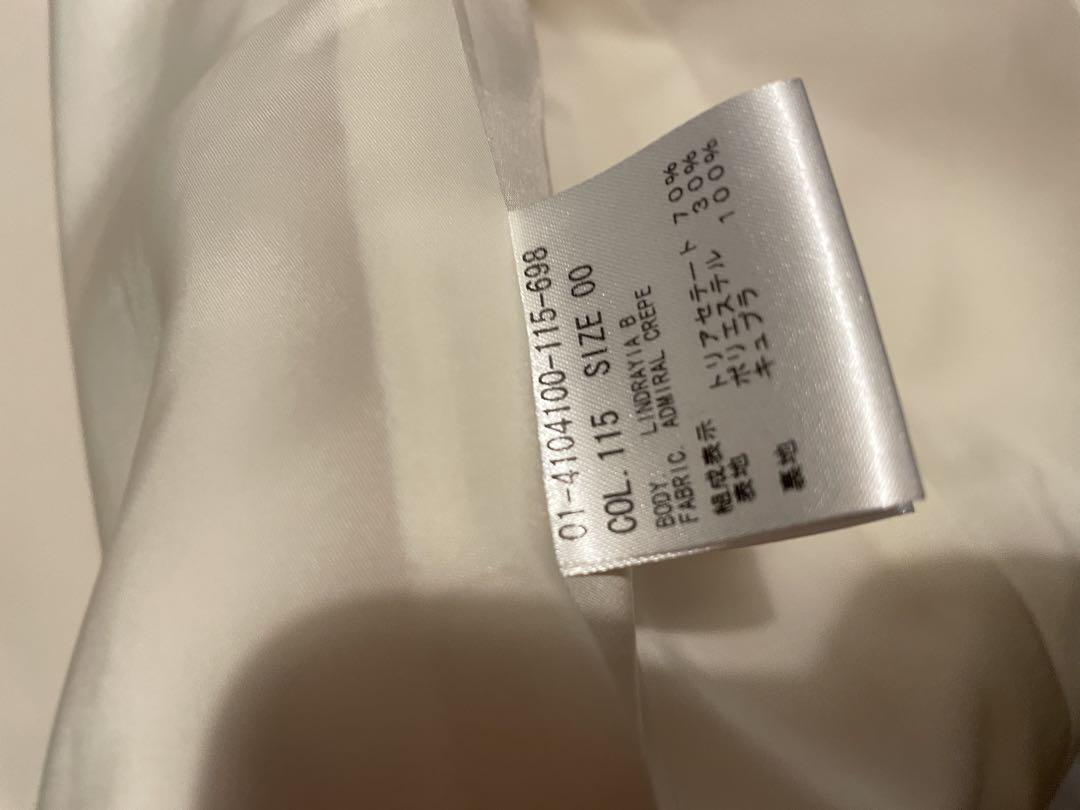 01-4104100-115-698
COL. 115 SIZE 00
BODY. LINDRAYIA B
FABRIC. ADMIRAL CREPE
組成表示
表地 トリアセテート 70%
ポリエステル 30%
裏地 キュプラ 100%